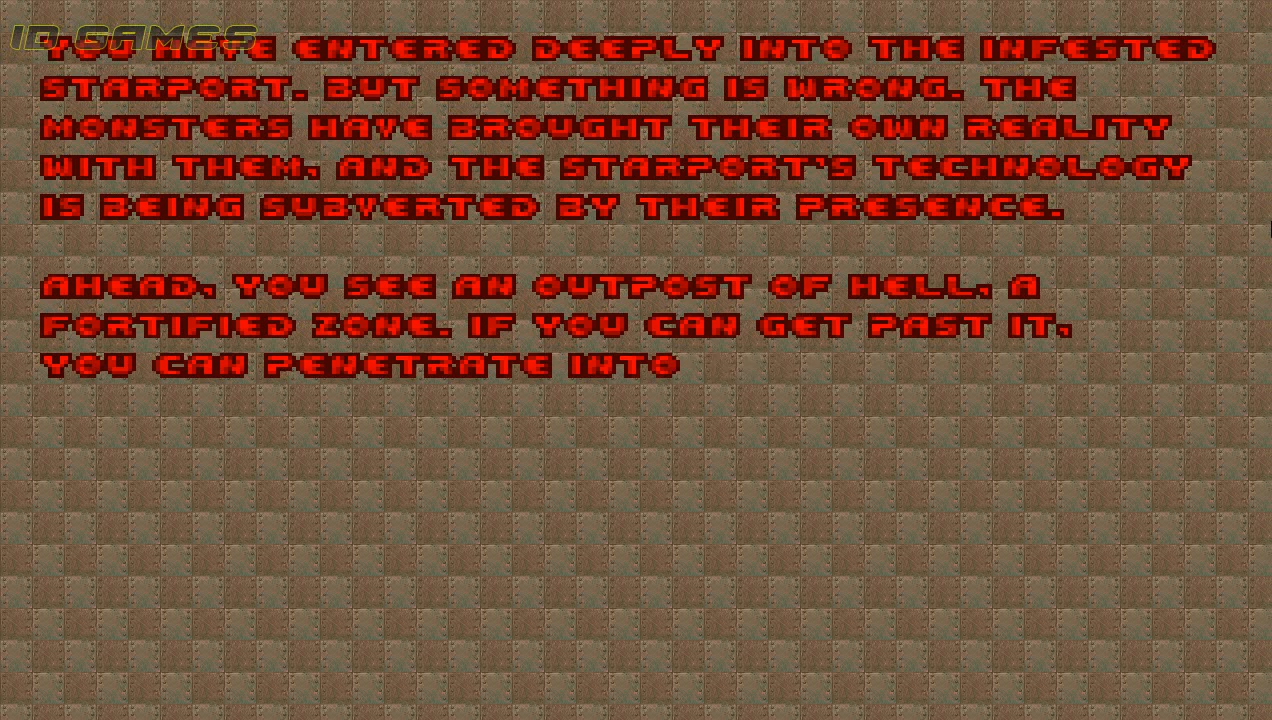 ID GAMES
YOU HAVE ENTERED DEEPLY INTO THE INFESTED
STARPORT. BUT SOMETHING IS WRONG. THE
MONSTERS HAVE BROUGHT THEIR OWN REALITY
WITH THEM, AND THE STARPORT'S TECHNOLOGY
IS BEING SUBVERTED BY THEIR PRESENCE.
AHEAD, YOU SEE AN OUTPOST OF HELL, A
FORTIFIED ZONE. IF YOU CAN GET PAST IT,
YOU CAN PENETRATE INTO